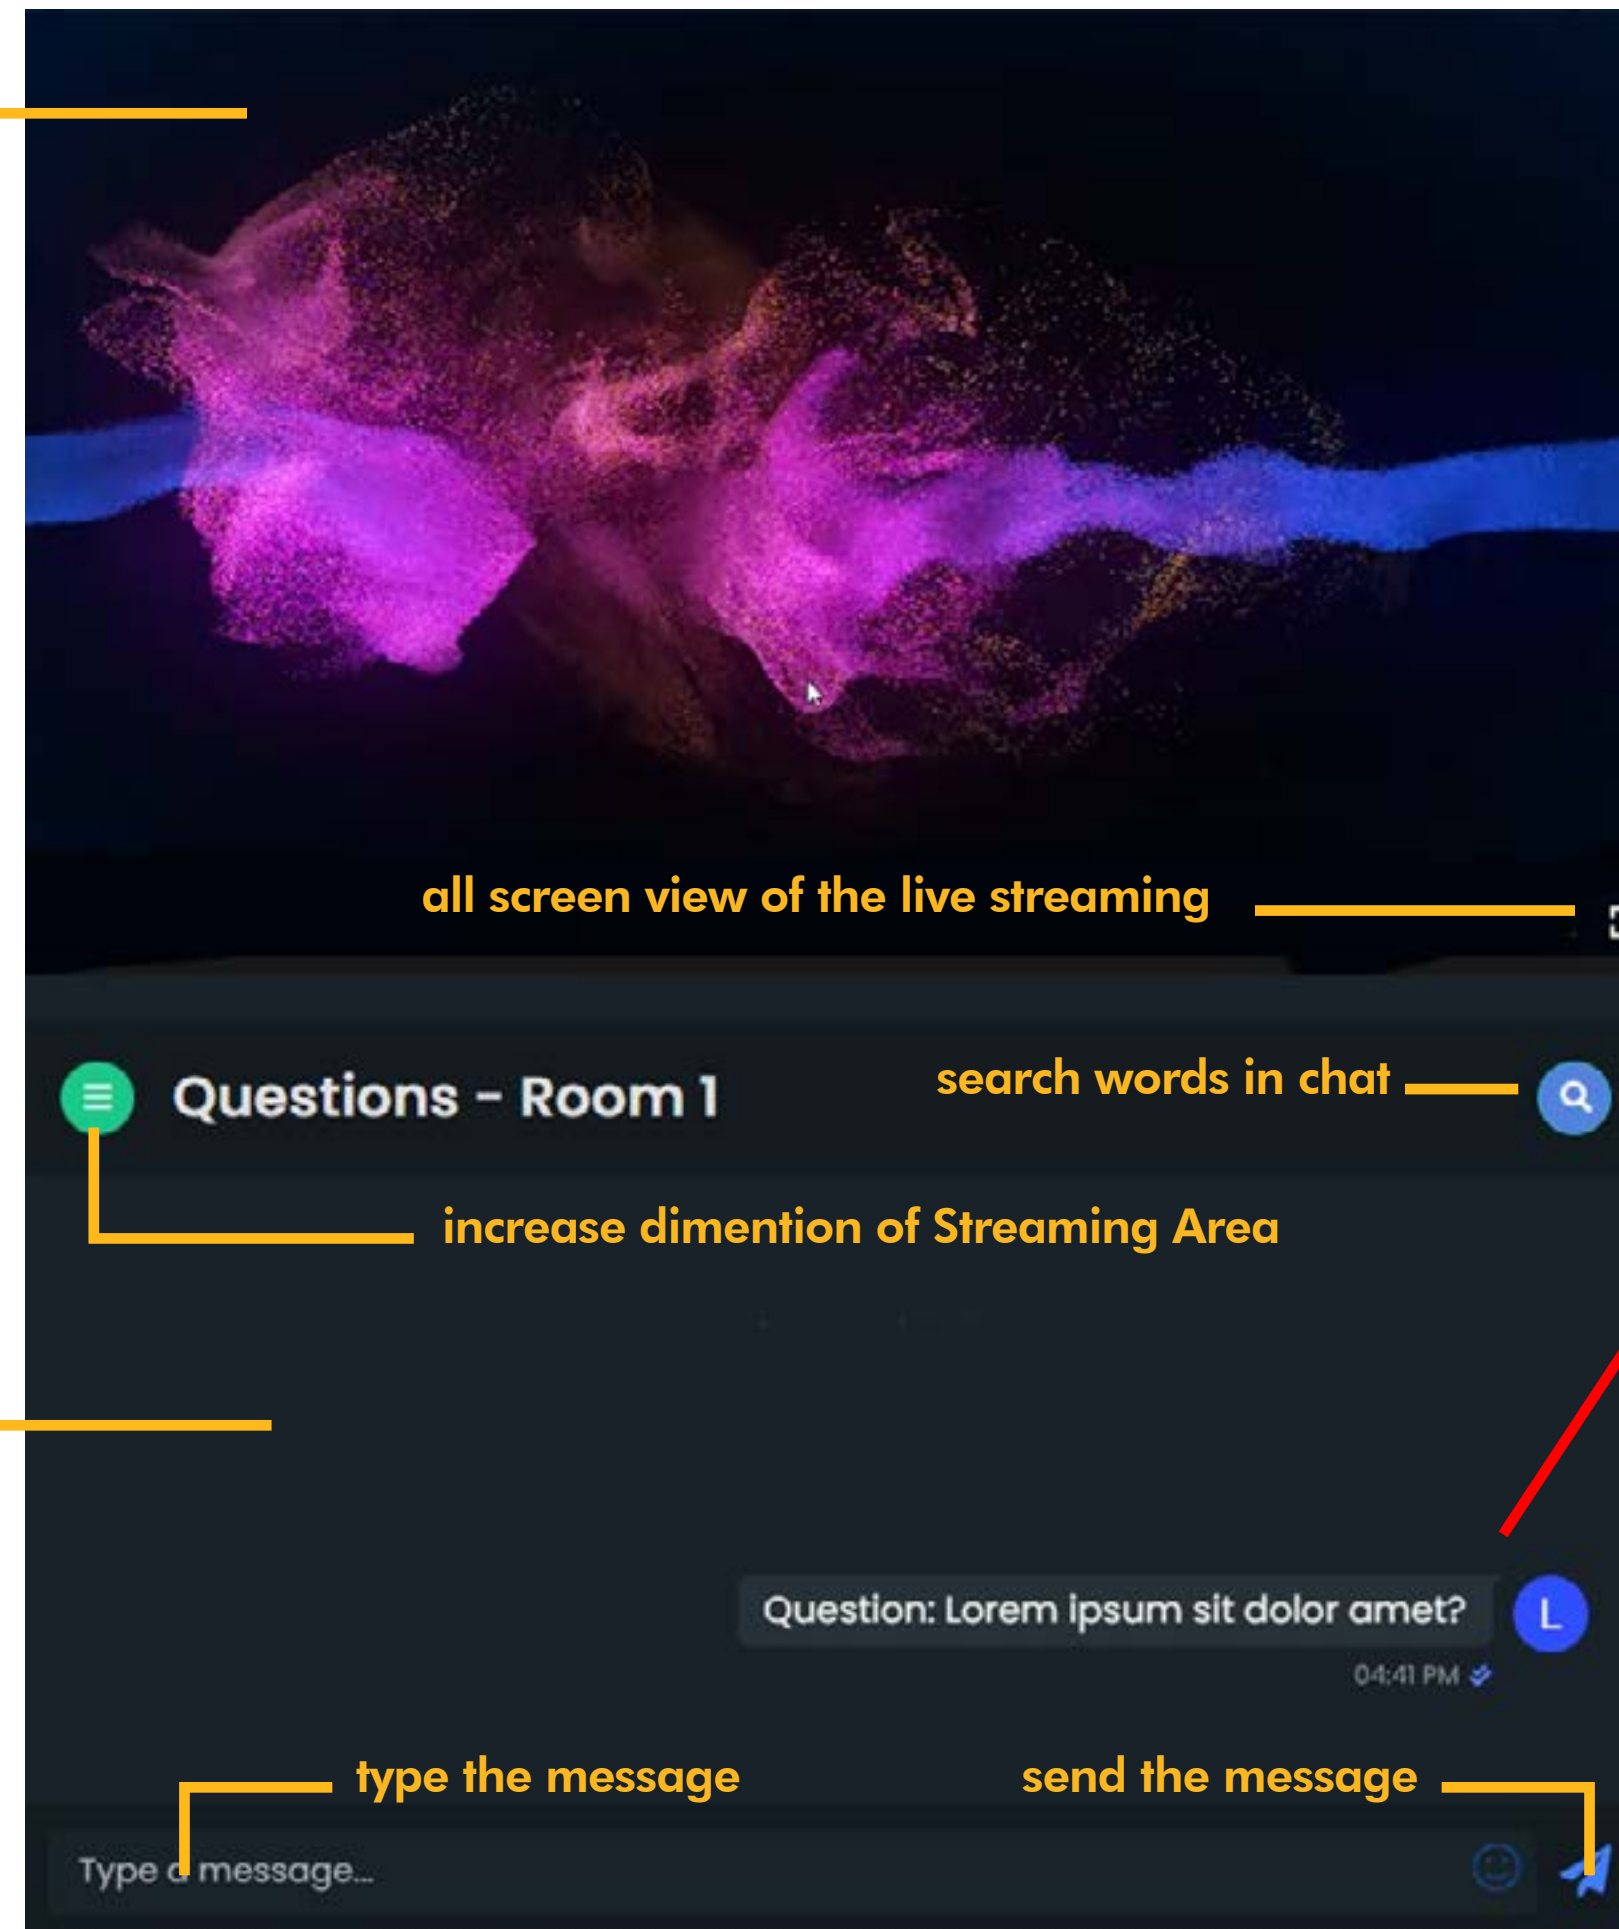 all screen view of the live streaming
Questions - Room 1
search words in chat
increase dimention of Streaming Area
Question: Lorem ipsum sit dolor amet?
L
04:41 PM
type the message
send the message
Type a message...